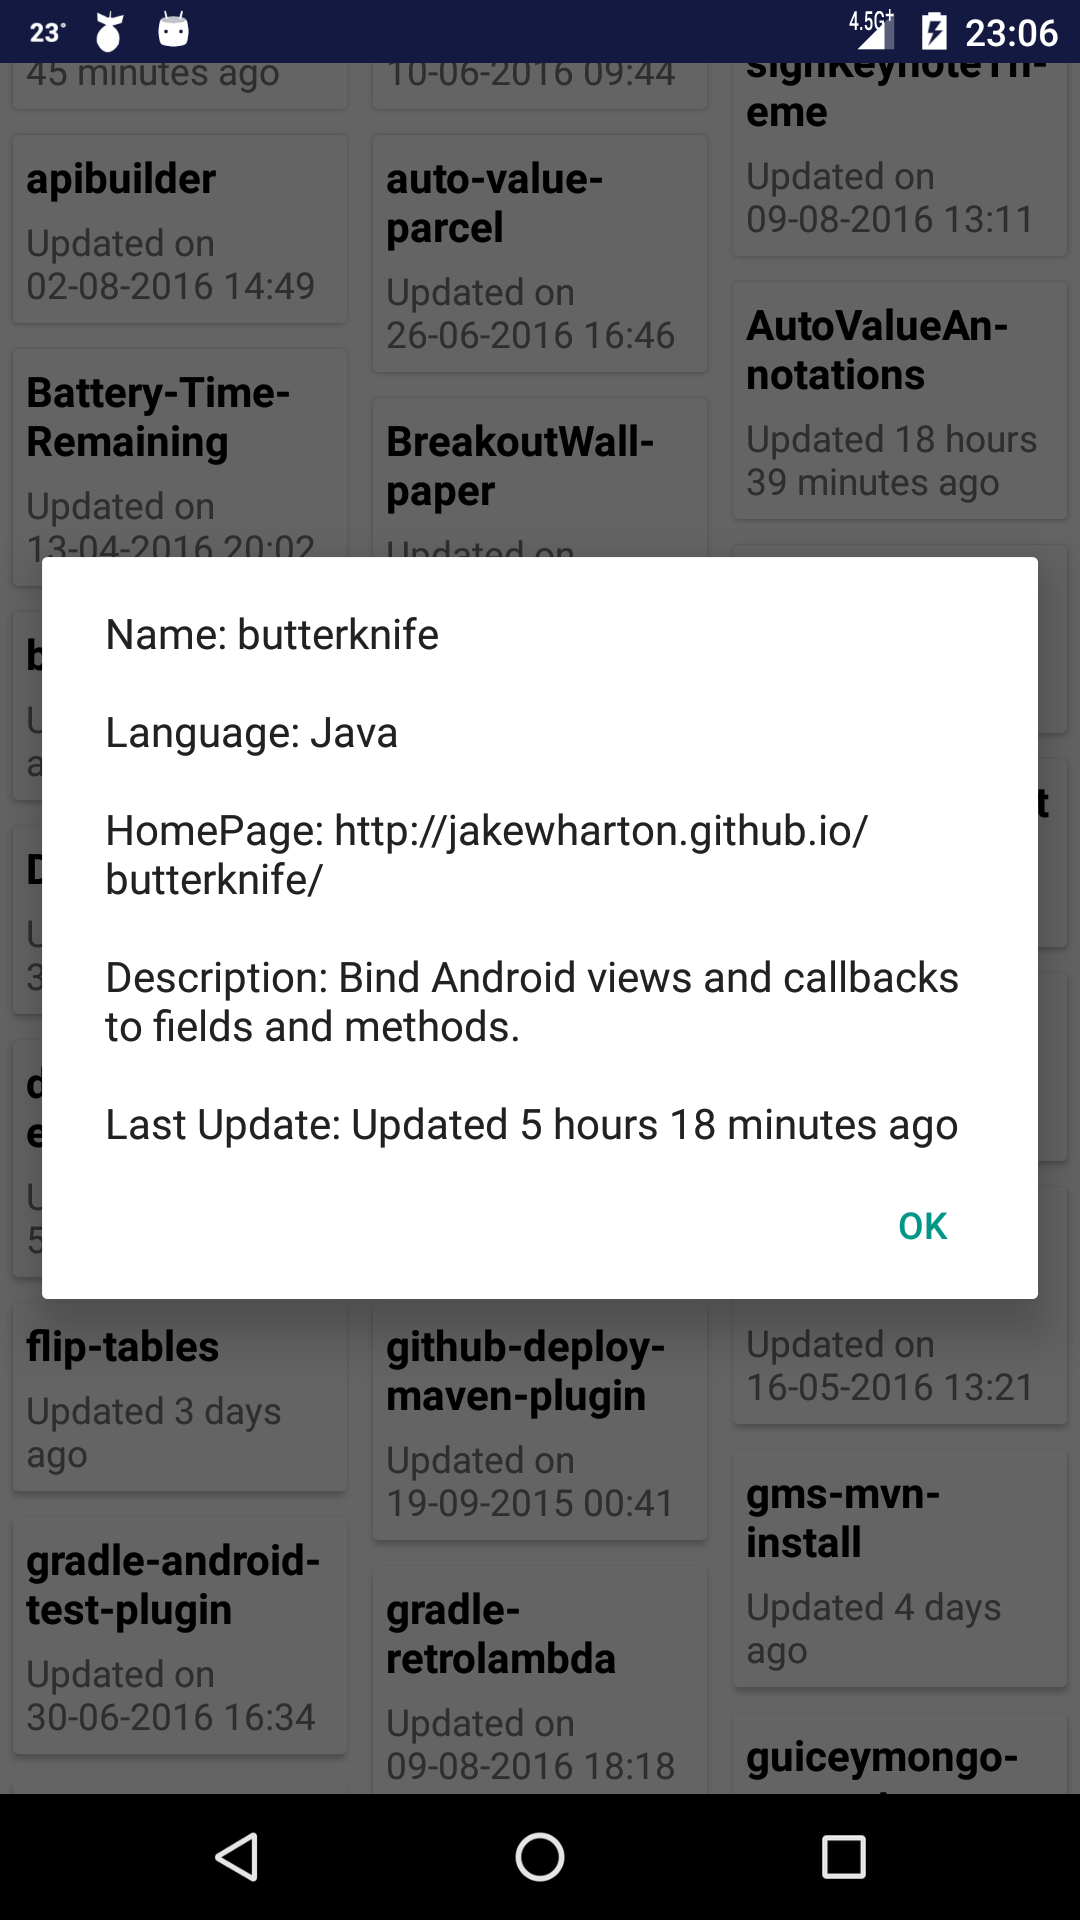 23°
4.5G+
23:06
45 minutes ago
apibuilder
Updated on
02-08-2016 14:49
Battery-Time-
Remaining
Updated on
13-04-2016 20:02
10-06-2016 09:44
auto-value-
parcel
Updated on
26-06-2016 16:46
BreakoutWall-
paper
Updated on
signKeynoteTh-
eme
Updated on
09-08-2016 13:11
AutoValueAn-
notations
Updated 18 hours
39 minutes ago
Name: butterknife
Language: Java
HomePage: http://jakewharton.github.io/
butterknife/
Description: Bind Android views and callbacks
to fields and methods.
Last Update: Updated 5 hours 18 minutes ago
OK
flip-tables
Updated 3 days
ago
gradle-android-
test-plugin
Updated on
30-06-2016 16:34
github-deploy-
maven-plugin
Updated on
19-09-2015 00:41
gradle-
retrolambda
Updated on
09-08-2016 18:18
Updated on
16-05-2016 13:21
gms-mvn-
install
Updated 4 days
ago
guiceymongo-